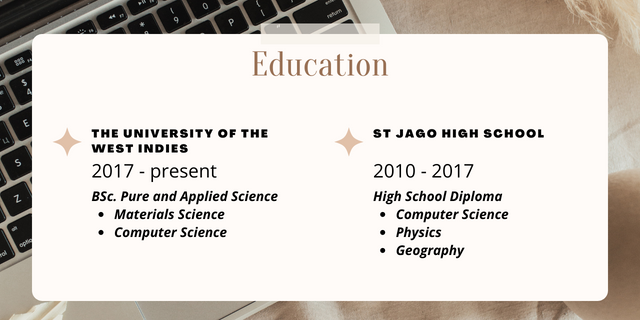 Education
THE UNIVERSITY OF THE
WEST INDIES
2017 - present
BSc. Pure and Applied Science
• Materials Science
• Computer Science
ST JAGO HIGH SCHOOL
2010 - 2017
High School Diploma
• Computer Science
• Physics
• Geography